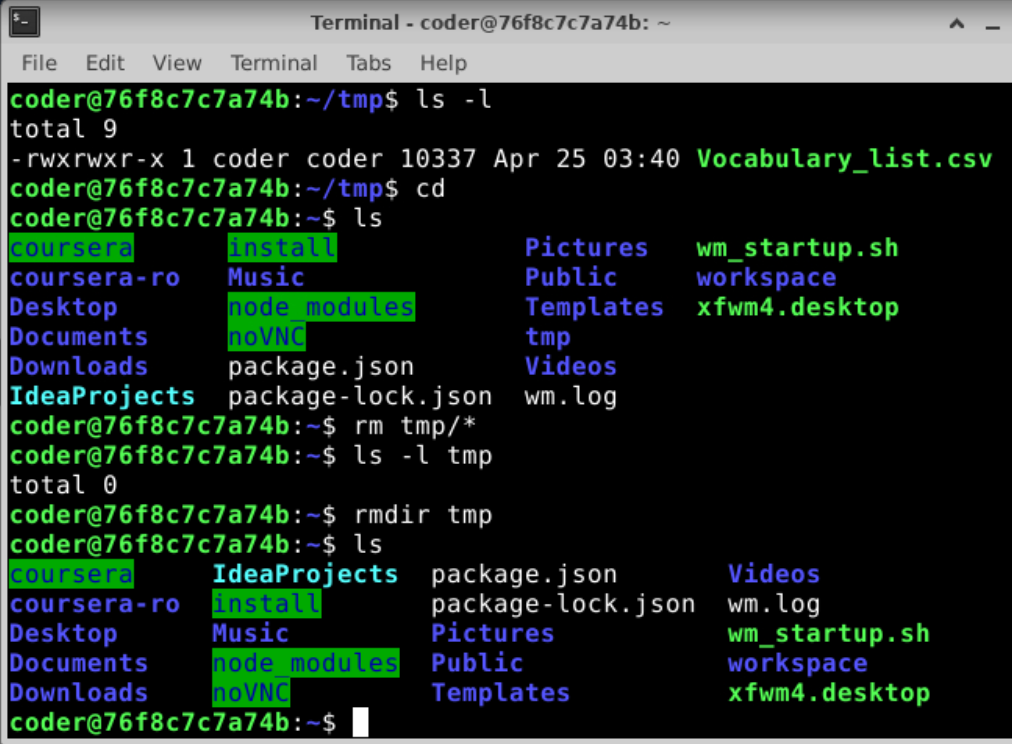 Terminal - coder@76f8c7c7a74b: ~
File Edit View Terminal Tabs Help
coder@76f8c7c7a74b:~/tmp$ ls -l
total 9
-rwxrwxr-x 1 coder coder 10337 Apr 25 03:40 Vocabulary_list.csv
coder@76f8c7c7a74b:~/tmp$ cd
coder@76f8c7c7a74b:~$ ls
coursera install Pictures wm_startup.sh
coursera-ro Music Public workspace
Desktop node_modules Templates xfwm4.desktop
Documents noVNC tmp
Downloads package.json Videos
IdeaProjects package-lock.json wm.log
coder@76f8c7c7a74b:~$ rm tmp/*
coder@76f8c7c7a74b:~$ ls -l tmp
total 0
coder@76f8c7c7a74b:~$ rmdir tmp
coder@76f8c7c7a74b:~$ ls
coursera IdeaProjects package.json Videos
coursera-ro install package-lock.json wm.log
Desktop Music Pictures wm_startup.sh
Documents node_modules Public workspace
Downloads noVNC Templates xfwm4.desktop
coder@76f8c7c7a74b:~$